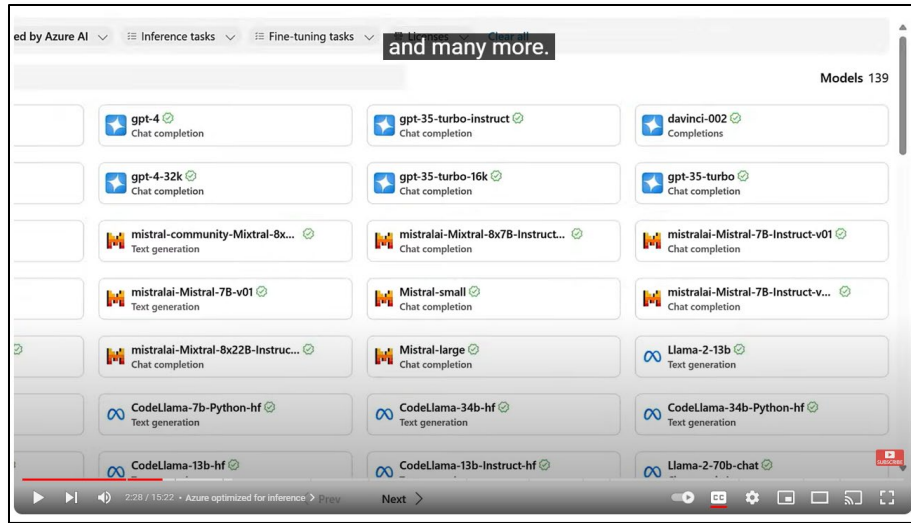 ed by Azure AI
Inference tasks
Fine-tuning tasks
Licenses
Clear all
and many more.
Models 139
gpt-4
Chat completion
gpt-35-turbo-instruct
Chat completion
davinci-002
Completions
gpt-4-32k
Chat completion
gpt-35-turbo-16k
Chat completion
gpt-35-turbo
Chat completion
mistral-community-Mixtral-8x...
Text generation
mistralai-Mixtral-8x7B-Instruct...
Chat completion
mistralai-Mistral-7B-Instruct-v01
Chat completion
mistralai-Mistral-7B-v01
Text generation
Mistral-small
Chat completion
mistralai-Mistral-7B-Instruct-v...
Chat completion
mistralai-Mixtral-8x22B-Instruc...
Chat completion
Mistral-large
Chat completion
Llama-2-13b
Text generation
CodeLlama-7b-Python-hf
Text generation
CodeLlama-34b-hf
Text generation
CodeLlama-34b-Python-hf
Text generation
CodeLlama-13b-hf
CodeLlama-13b-Instruct-hf
Llama-2-70b-chat
SUBSCRIBE
2:28 / 15:22 • Azure optimized for inference >
Prev
Next >
CC